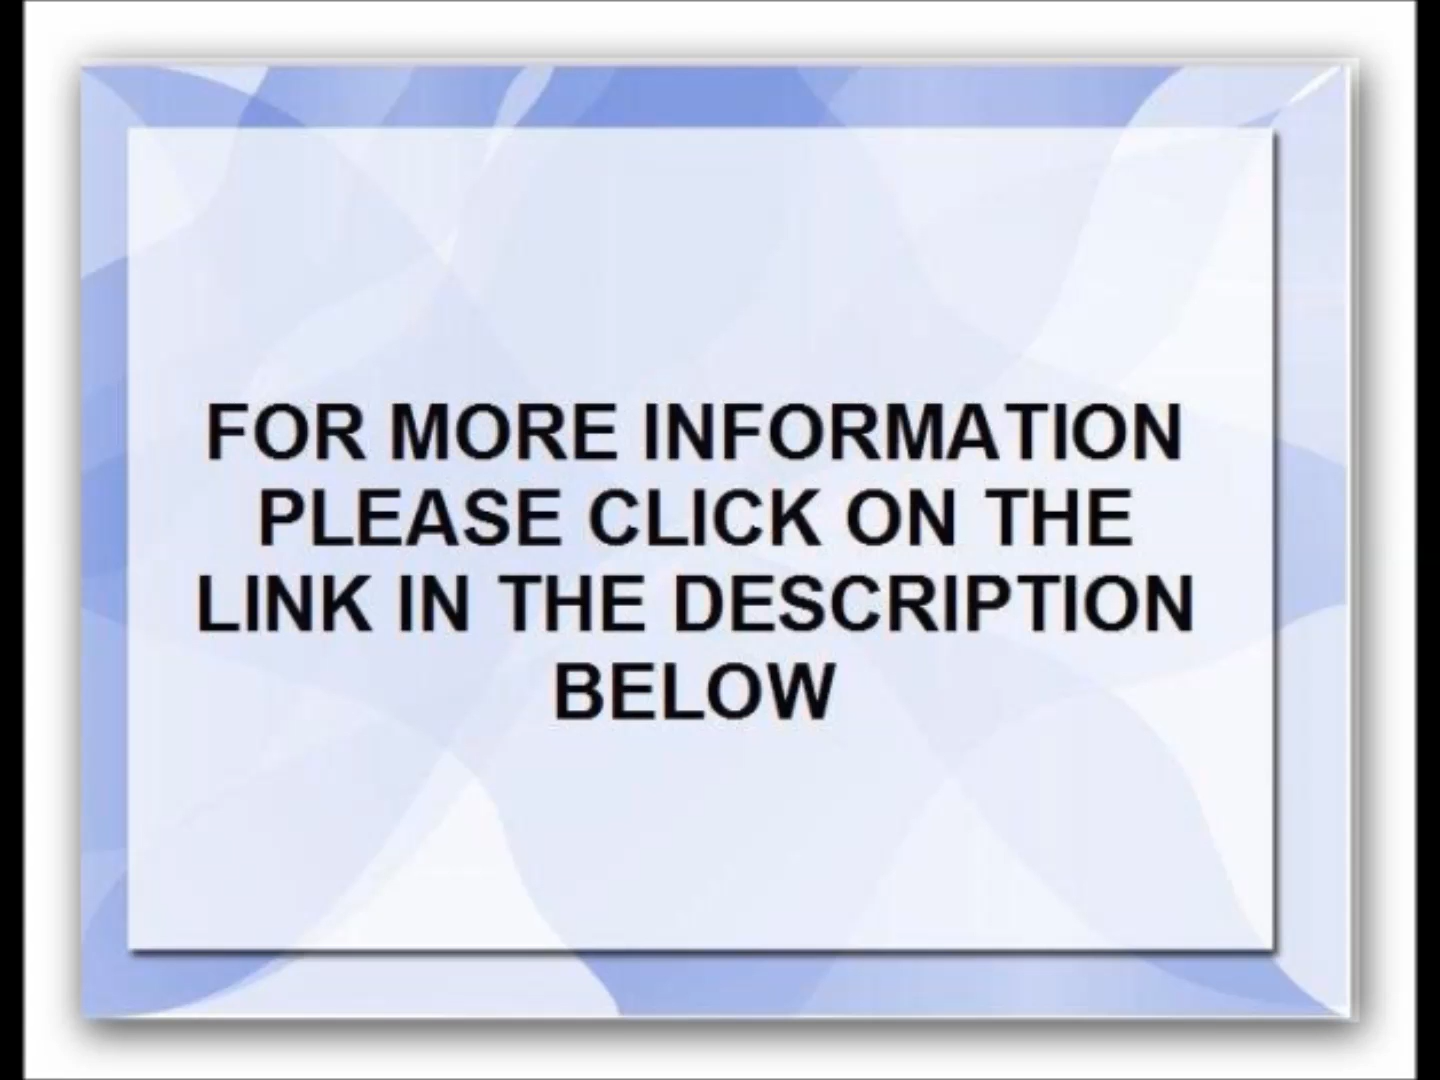 FOR MORE INFORMATION
PLEASE CLICK ON THE
LINK IN THE DESCRIPTION
BELOW